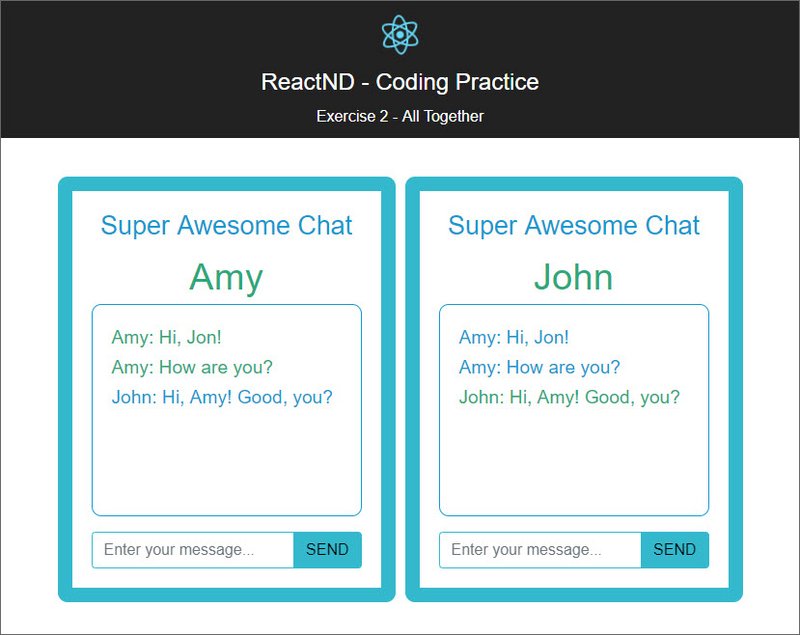 ReactND - Coding Practice
Exercise 2 - All Together
Super Awesome Chat
Amy
Amy: Hi, Jon!
Amy: How are you?
John: Hi, Amy! Good, you?
Enter your message...
SEND
Super Awesome Chat
John
Amy: Hi, Jon!
Amy: How are you?
John: Hi, Amy! Good, you?
Enter your message...
SEND